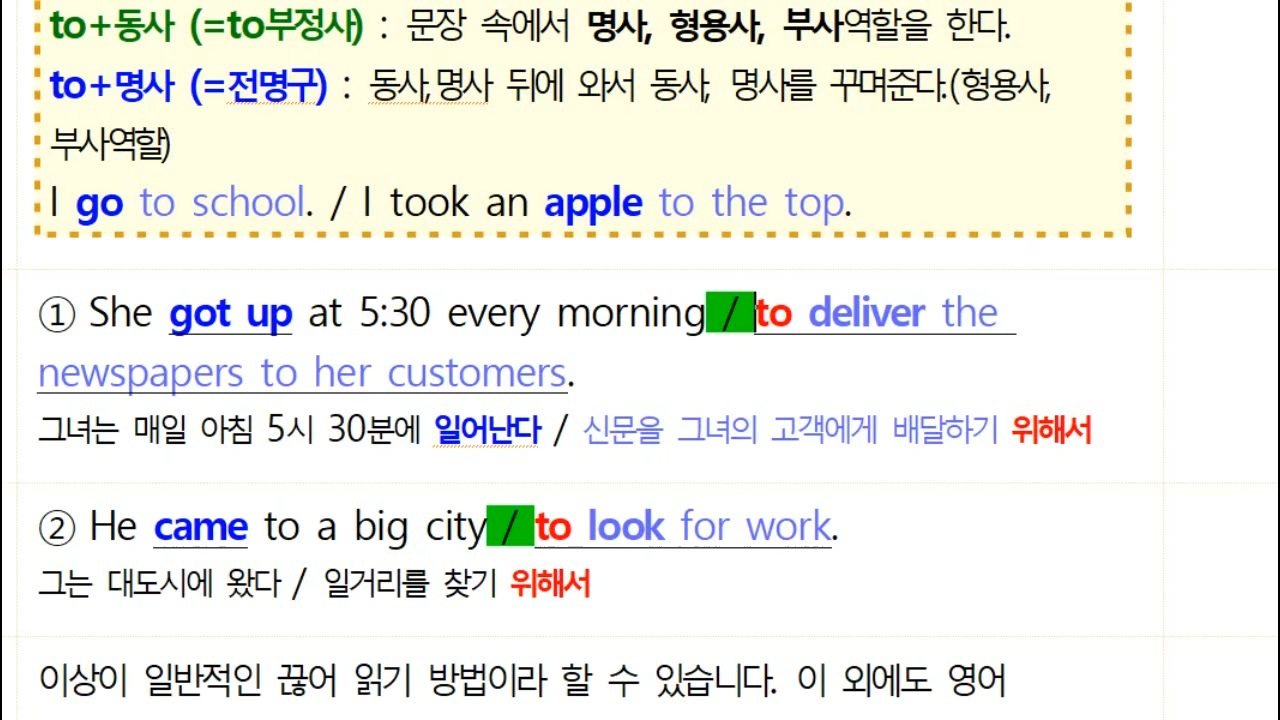 to+동사 (=to부정사) : 문장 속에서 명사, 형용사, 부사역할을 한다.
to+명사 (=전명구) : 동사,명사 뒤에 와서 동사, 명사를 꾸며준다.(형용사,
부사역할)
I go to school. / I took an apple to the top.
① She got up at 5:30 every morning / to deliver the
newspapers to her customers.
그녀는 매일 아침 5시 30분에 일어난다 / 신문을 그녀의 고객에게 배달하기 위해서
② He came to a big city / to look for work.
그는 대도시에 왔다 / 일거리를 찾기 위해서
이상이 일반적인 끊어 읽기 방법이라 할 수 있습니다. 이 외에도 영어